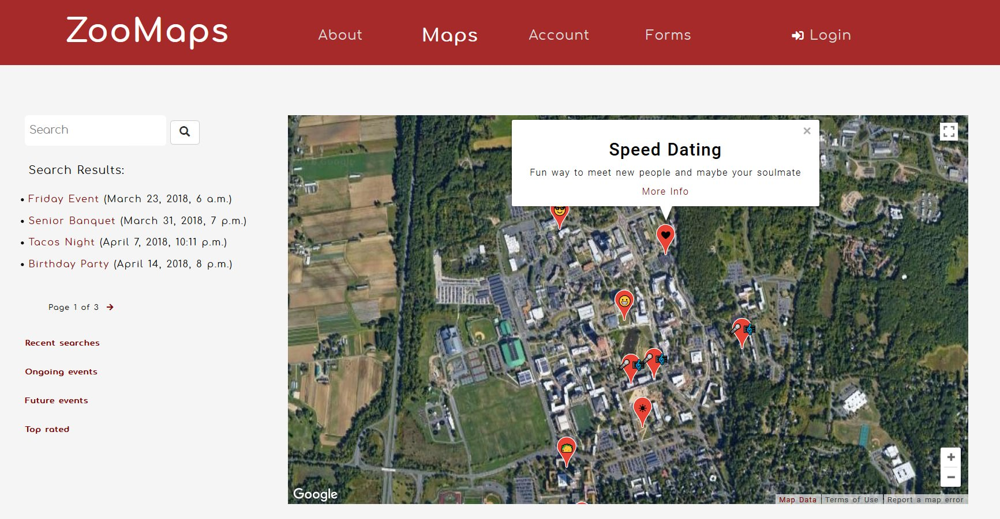 ZooMaps
About
Maps
Account
Forms
Login
Search
Search Results:
• Friday Event (March 23, 2018, 6 a.m.)
• Senior Banquet (March 31, 2018, 7 p.m.)
• Tacos Night (April 7, 2018, 10:11 p.m.)
• Birthday Party (April 14, 2018, 8 p.m.)
Page 1 of 3
Recent searches
Ongoing events
Future events
Top rated
Speed Dating
Fun way to meet new people and maybe your soulmate
More Info
Google
Map Data
Terms of Use
Report a map error